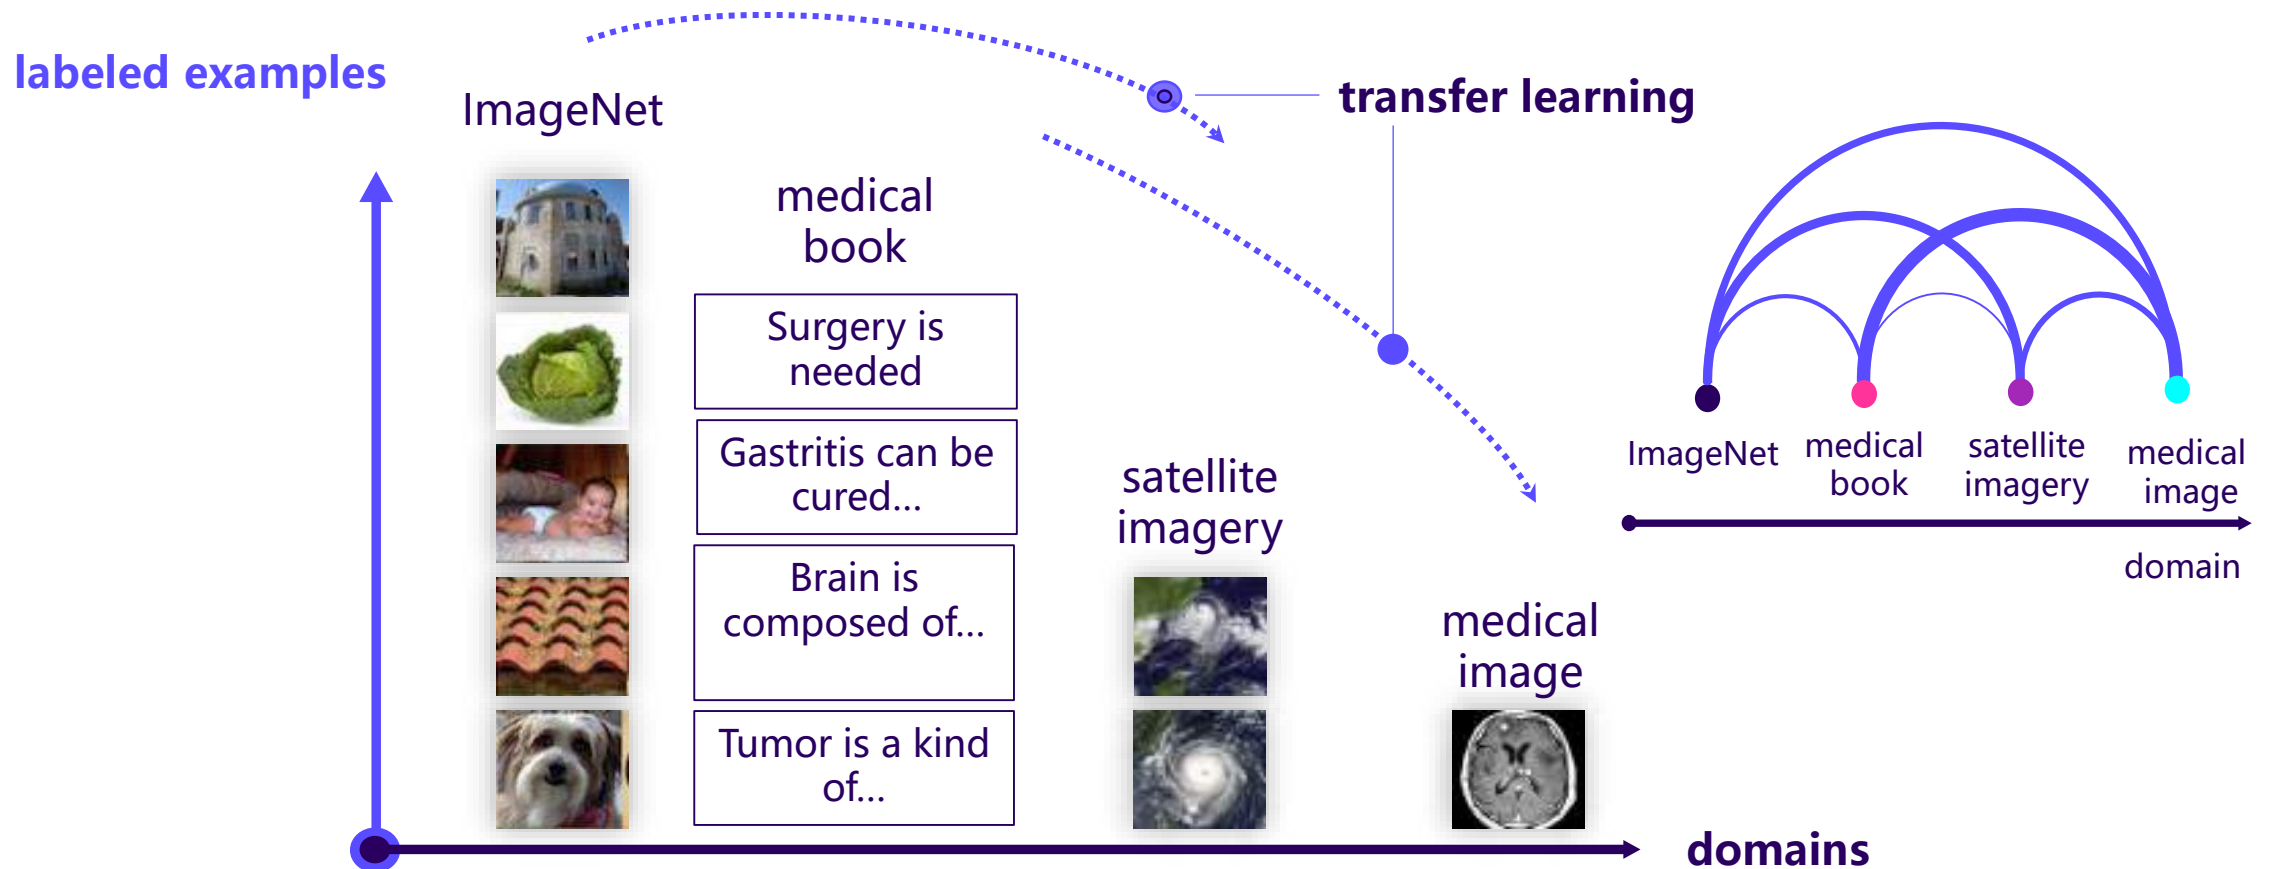 labeled examples
ImageNet
medical
book
Surgery is
needed
Gastritis can be
cured...
Brain is
composed of...
Tumor is a kind
of...
satellite
imagery
medical
image
domains
transfer learning
ImageNet
medical
book
satellite
imagery
medical
image
domain